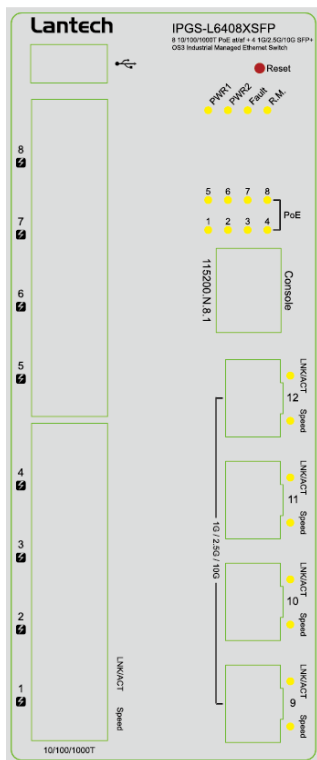 Lantech
IPGS-L6408XSFP
8 10/100/1000T PoE at/af + 4 1G/2.5G/10G SFP+
OS3 Industrial Managed Ethernet Switch
Reset
PWR1
PWR2
Fault
R.M.
8
7
6
5
4
3
2
1
5 6 7 8
1 2 3 4
PoE
115200.N.8.1
Console
LNK/ACT
12
Speed
LNK/ACT
11
Speed
1G / 2.5G / 10G
LNK/ACT
10
Speed
LNK/ACT
9
Speed
LNK/ACT
Speed
10/100/1000T